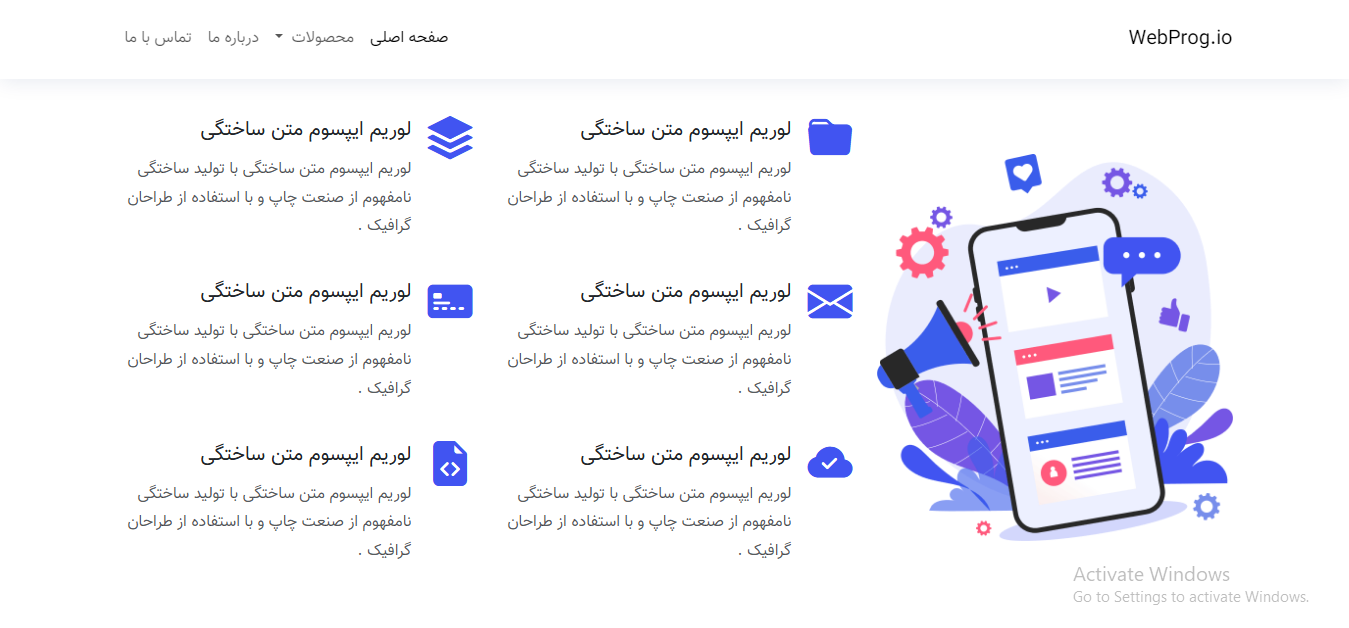 WebProg.io
صفحه اصلی
محصولات
درباره ما
تماس با ما
لوریم ایپسوم متن ساختگی
لوریم ایپسوم متن ساختگی با تولید ساختگی
نامفهوم از صنعت چاپ و با استفاده از طراحان
گرافیک .
لوریم ایپسوم متن ساختگی
لوریم ایپسوم متن ساختگی با تولید ساختگی
نامفهوم از صنعت چاپ و با استفاده از طراحان
گرافیک .
لوریم ایپسوم متن ساختگی
لوریم ایپسوم متن ساختگی با تولید ساختگی
نامفهوم از صنعت چاپ و با استفاده از طراحان
گرافیک .
لوریم ایپسوم متن ساختگی
لوریم ایپسوم متن ساختگی با تولید ساختگی
نامفهوم از صنعت چاپ و با استفاده از طراحان
گرافیک .
لوریم ایپسوم متن ساختگی
لوریم ایپسوم متن ساختگی با تولید ساختگی
نامفهوم از صنعت چاپ و با استفاده از طراحان
گرافیک .
لوریم ایپسوم متن ساختگی
لوریم ایپسوم متن ساختگی با تولید ساختگی
نامفهوم از صنعت چاپ و با استفاده از طراحان
گرافیک .
Activate Windows
Go to Settings to activate Windows.